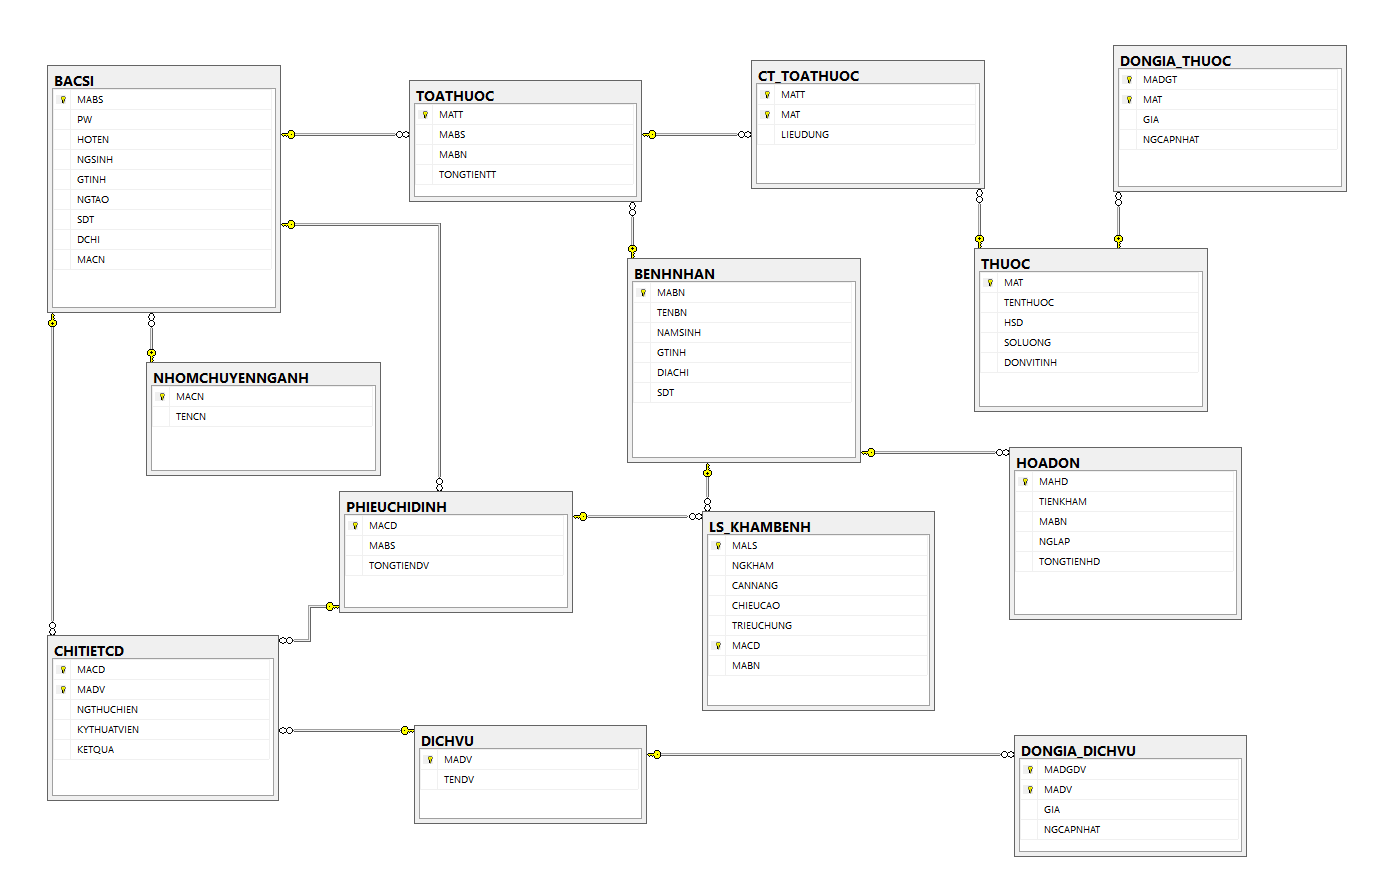 BACSI
MABS
PW
HOTEN
NGSINH
GTINH
NGTAO
SDT
DCHI
MACN
TOATHUOC
MATT
MABS
MABN
TONGTIENTT
CT_TOATHUOC
MATT
MAT
LIEUDUNG
DONGIA_THUOC
MADGT
MAT
GIA
NGCAPNHAT
BENHNHAN
MABN
TENBN
NAMSINH
GTINH
DIACHI
SDT
THUOC
MAT
TENTHUOC
HSD
SOLUONG
DONVITINH
NHOMCHUYENNGANH
MACN
TENCN
PHIEUCHIDINH
MACD
MABS
TONGTIENDV
LS_KHAMBENH
MALS
NGKHAM
CANNANG
CHIEUCAO
TRIEUCHUNG
MACD
MABN
HOADON
MAHD
TIENKHAM
MABN
NGLAP
TONGTIENHD
CHITIETCD
MACD
MADV
NGTHUCHIEN
KYTHUATVIEN
KETQUA
DICHVU
MADV
TENDV
DONGIA_DICHVU
MADGDV
MADV
GIA
NGCAPNHAT